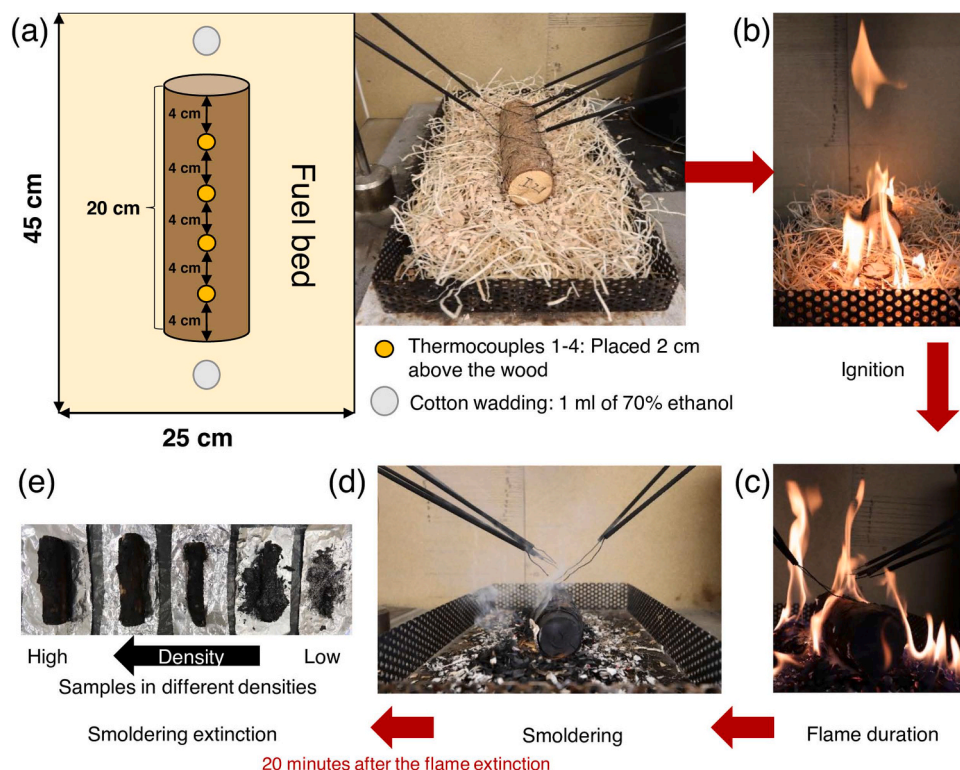 (a)
4 cm
4 cm
4 cm
4 cm
4 cm
20 cm
45 cm
25 cm
Fuel bed
Thermocouples 1-4: Placed 2 cm
above the wood
Cotton wadding: 1 ml of 70% ethanol
(b)
Ignition
(c)
Flame duration
(d)
Smoldering
20 minutes after the flame extinction
(e)
High
Density
Low
Samples in different densities
Smoldering extinction